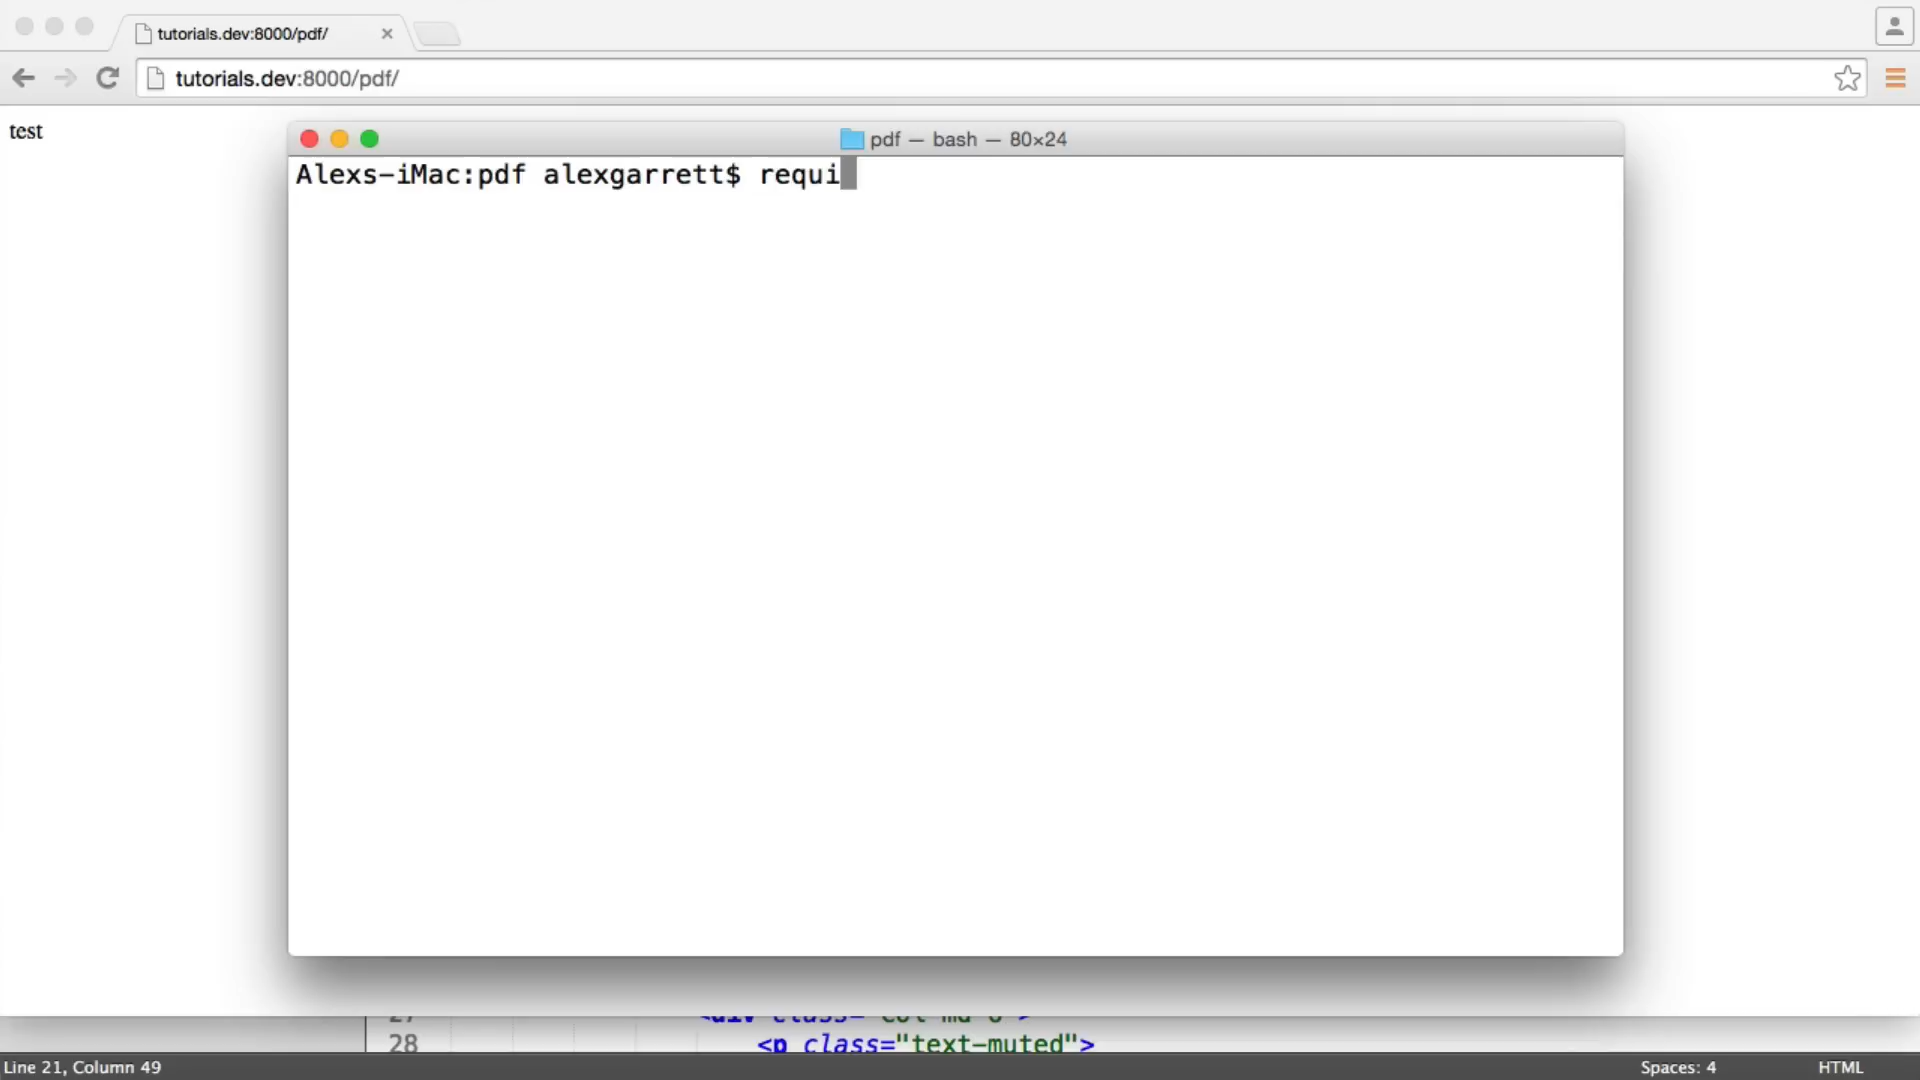 tutorials.dev:8000/pdf/
tutorials.dev:8000/pdf/
test
pdf — bash — 80×24
Alexs-iMac:pdf alexgarrett$ requi
28 <p class="text-muted">
Line 21, Column 49
Spaces: 4
HTML